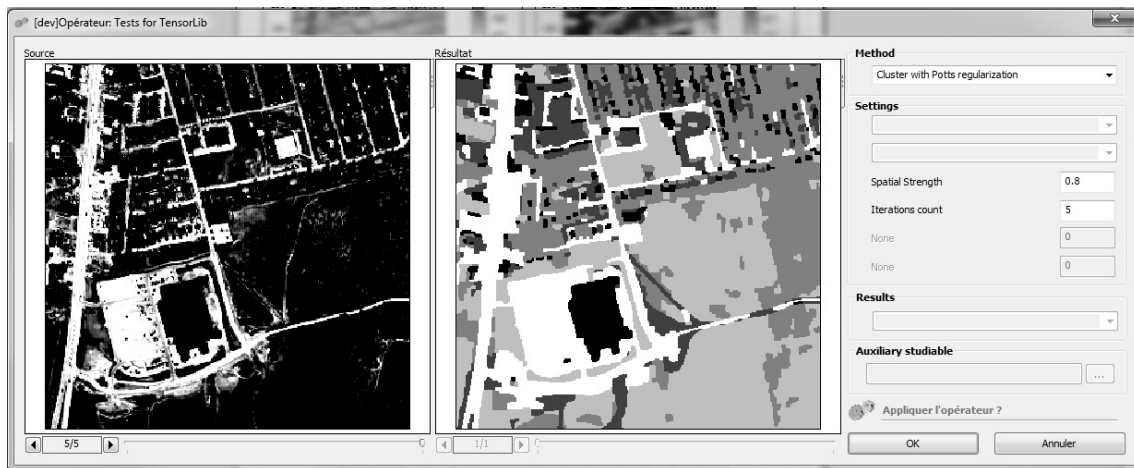 [dev]Opérateur: Tests for TensorLib
Source
Résultat
5/5
1/1
Method
Cluster with Potts regularization
Settings
Spatial Strength 0.8
Iterations count 5
None 0
None 0
Results
Auxiliary studiable
...
Appliquer l'opérateur ?
OK Annuler